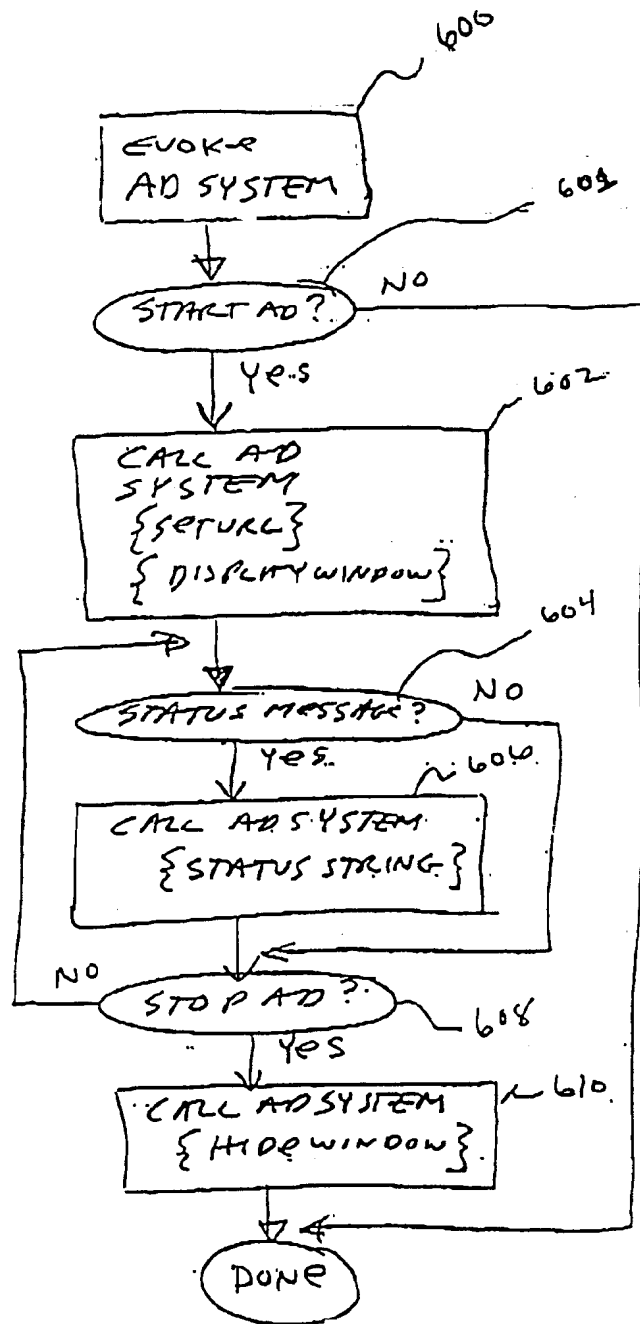 600
EVOKe
AD SYSTEM
601
START AD?
NO
Yes
602
CALL AD
SYSTEM
{SeTURL}
{DISPLAYWINDOW}
604
STATUS MeSSAGe?
NO
Yes
606
CALL AD SYSTEM
{STATUS STRING}
NO
STOP AD?
608
Yes
610
CALL AD SYSTEM
{HIDeWINDOW}
DONe